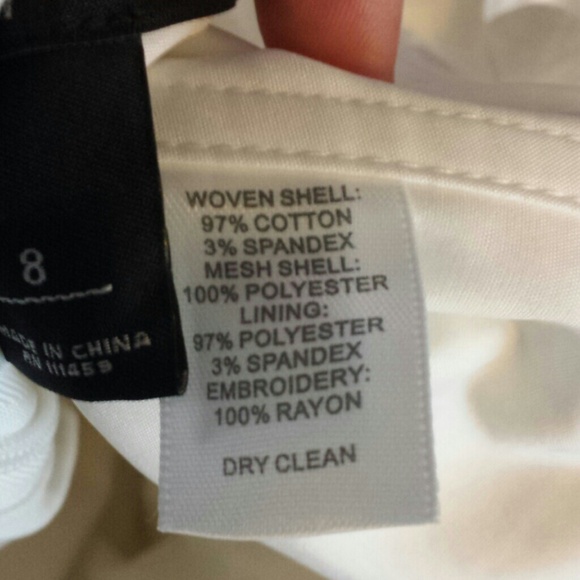 8
MADE IN CHINA
RN 111459
WOVEN SHELL:
97% COTTON
3% SPANDEX
MESH SHELL:
100% POLYESTER
LINING:
97% POLYESTER
3% SPANDEX
EMBROIDERY:
100% RAYON
DRY CLEAN